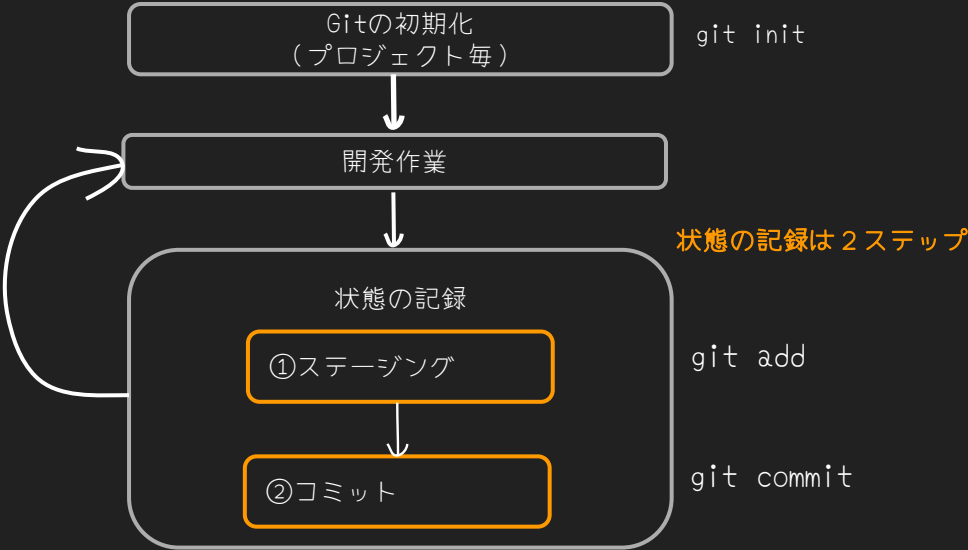 Gitの初期化
（プロジェクト毎）
git init
開発作業
状態の記録は２ステップ
状態の記録
①ステージング
git add
②コミット
git commit